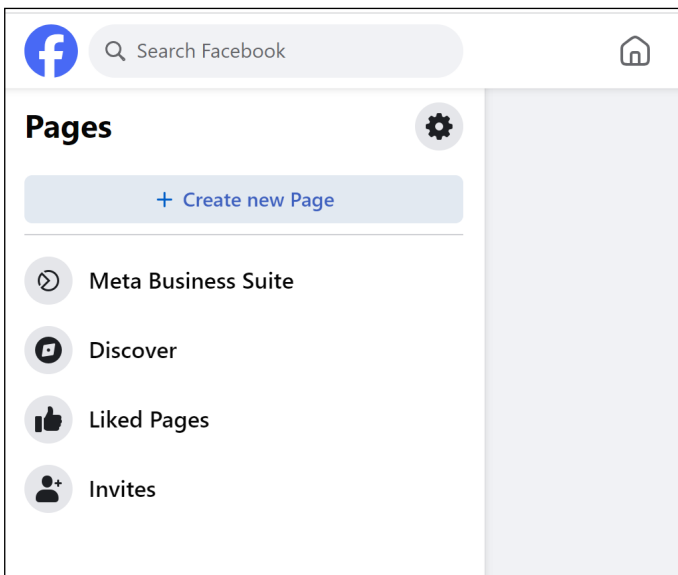 Search Facebook
Pages
+ Create new Page
Meta Business Suite
Discover
Liked Pages
Invites